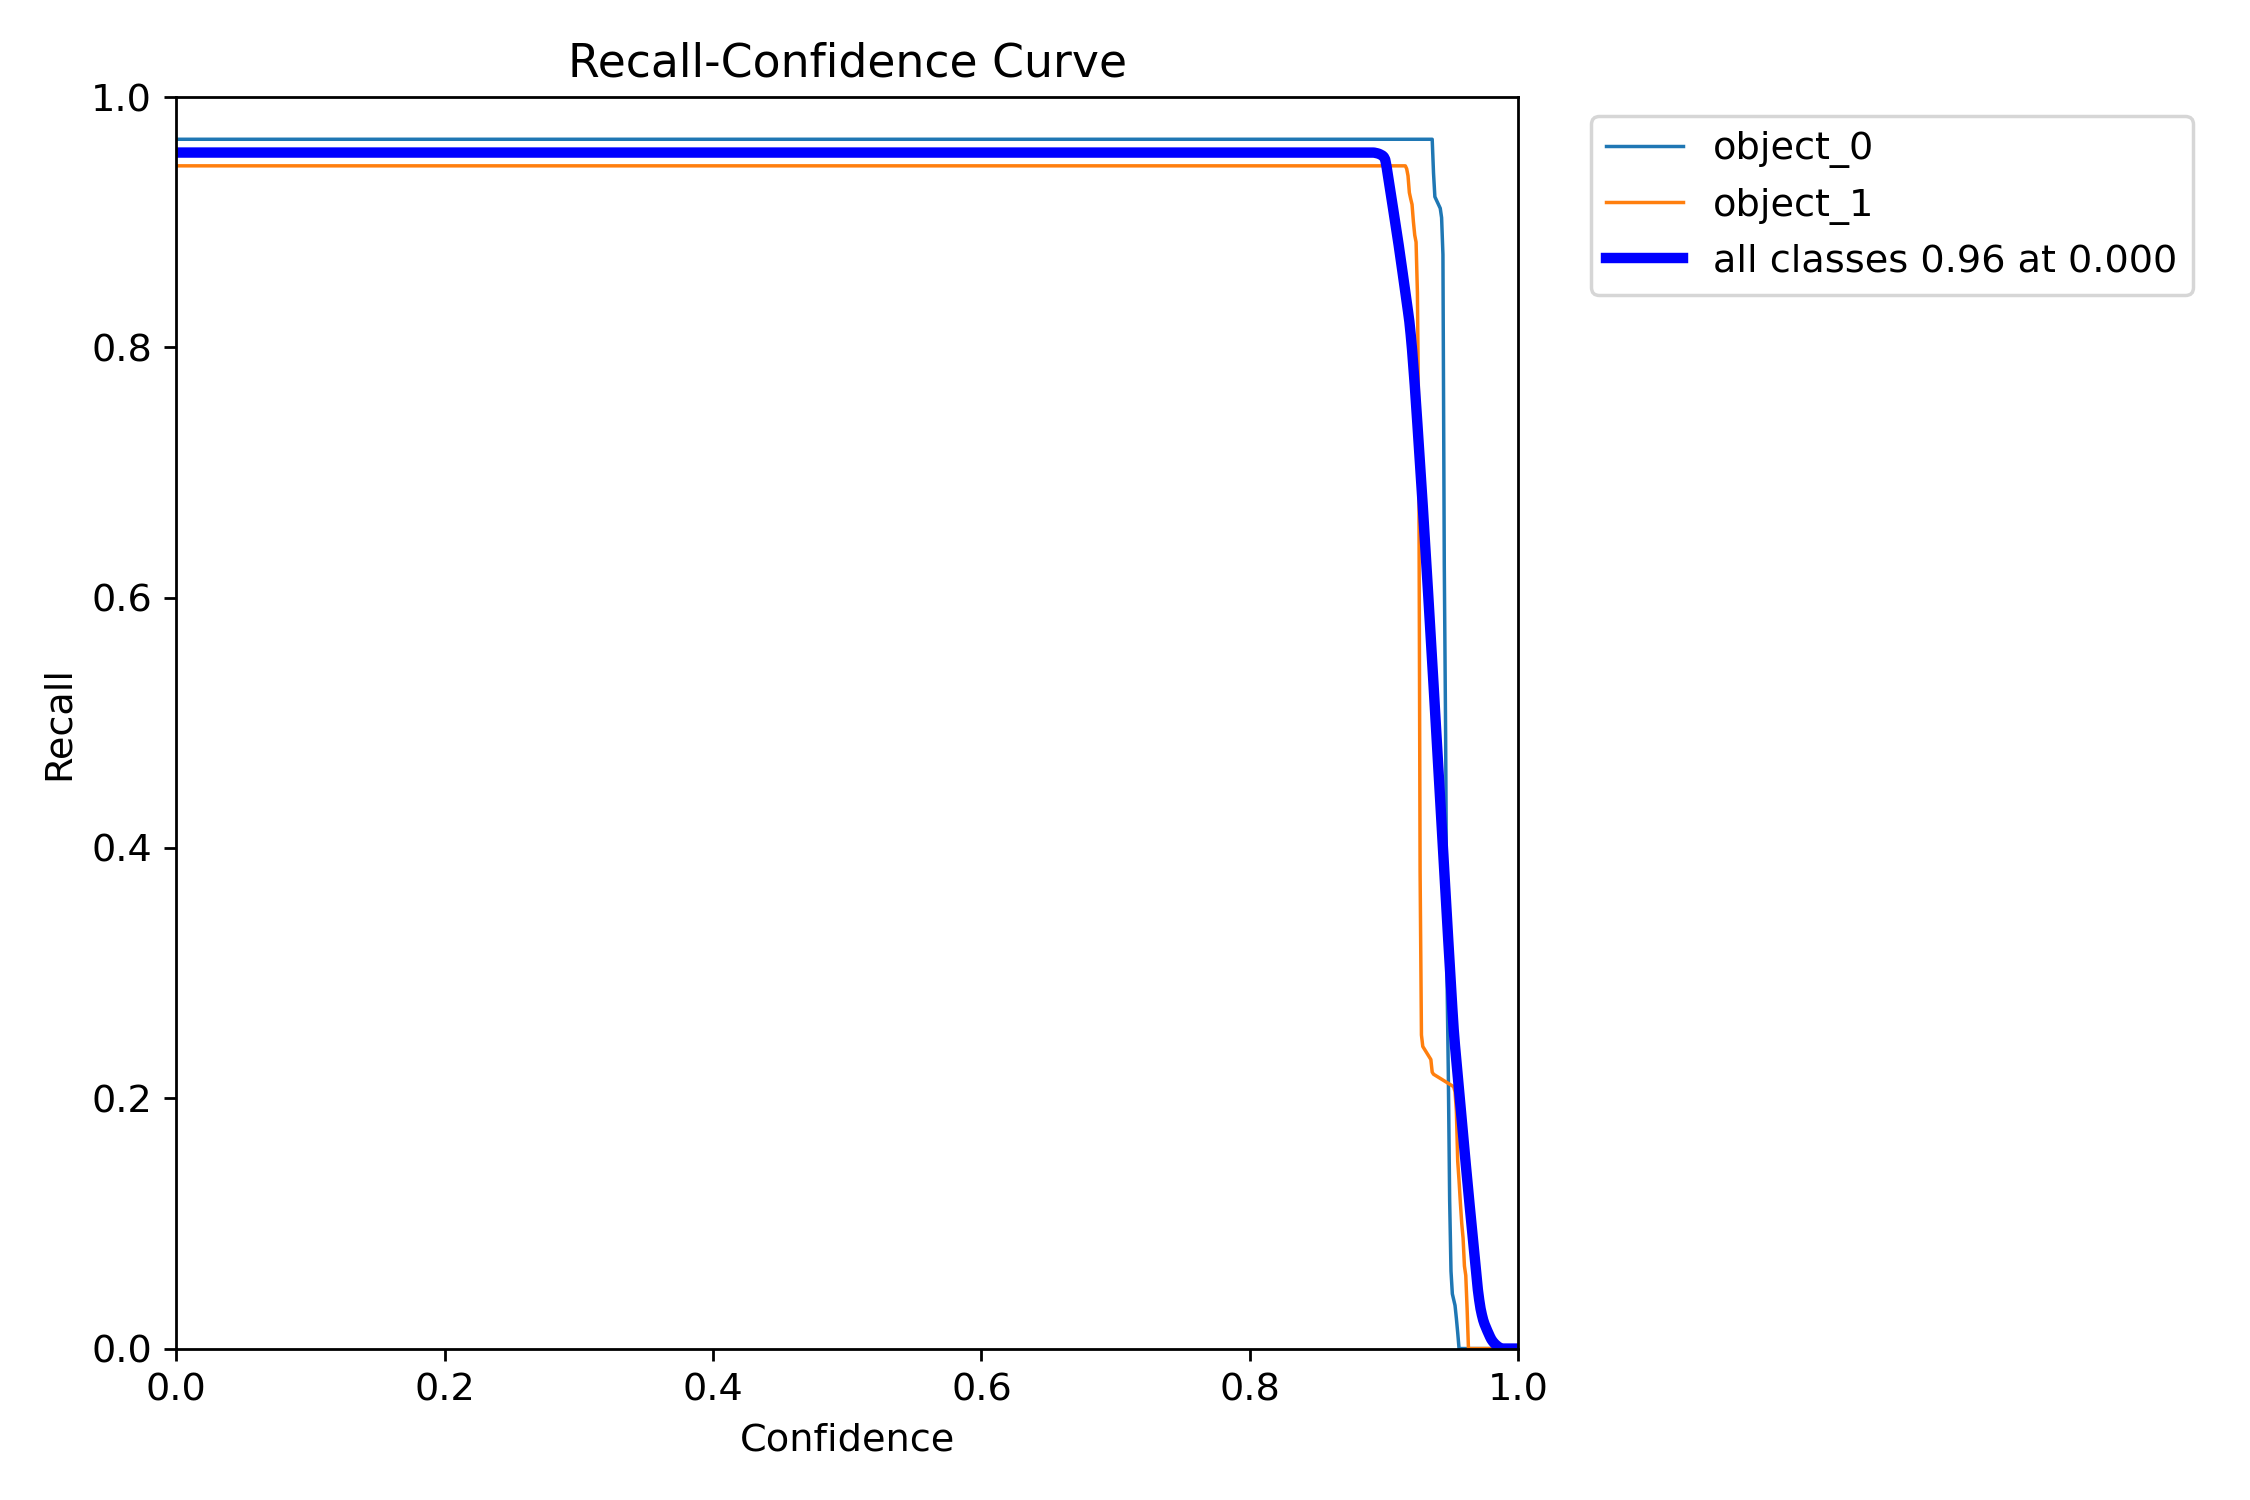 Recall-Confidence Curve
1.0
0.8
0.6
0.4
0.2
0.0
Recall
0.0 0.2 0.4 0.6 0.8 1.0
Confidence
object_0
object_1
all classes 0.96 at 0.000